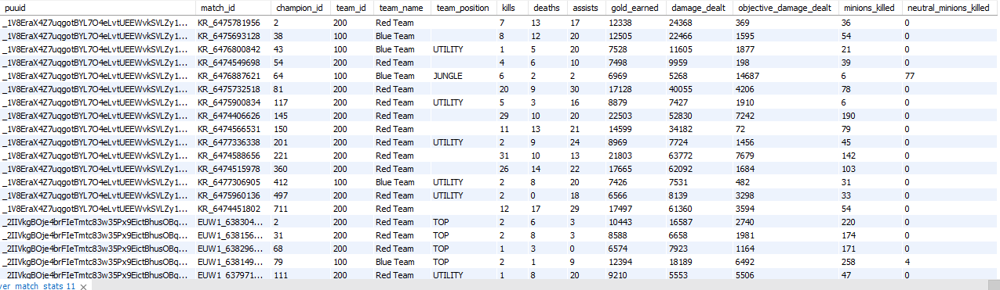 puuid match_id champion_id team_id team_name team_position kills deaths assists gold_earned damage_dealt objective_damage_dealt minions_killed neutral_minions_killed
_1V8EraX4Z7uqgotBYL7O4eLvtUEEWvkSVLZy1... KR_6475781956 2 200 Red Team 7 13 17 12338 24368 369 36 0
_1V8EraX4Z7uqgotBYL7O4eLvtUEEWvkSVLZy1... KR_6475693128 38 100 Blue Team 8 12 20 12505 22466 1595 54 0
_1V8EraX4Z7uqgotBYL7O4eLvtUEEWvkSVLZy1... KR_6476800842 43 100 Blue Team UTILITY 1 5 20 7528 11605 1877 21 0
_1V8EraX4Z7uqgotBYL7O4eLvtUEEWvkSVLZy1... KR_6474549698 54 200 Red Team 4 6 10 7498 9959 198 39 0
_1V8EraX4Z7uqgotBYL7O4eLvtUEEWvkSVLZy1... KR_6476887621 64 100 Blue Team JUNGLE 6 2 2 6969 5268 14687 6 77
_1V8EraX4Z7uqgotBYL7O4eLvtUEEWvkSVLZy1... KR_6475732518 81 200 Red Team 20 9 30 17128 40055 4206 78 0
_1V8EraX4Z7uqgotBYL7O4eLvtUEEWvkSVLZy1... KR_6475900834 117 200 Red Team UTILITY 5 3 16 8879 7427 1910 6 0
_1V8EraX4Z7uqgotBYL7O4eLvtUEEWvkSVLZy1... KR_6474406626 145 200 Red Team 29 10 20 22503 52830 7242 190 0
_1V8EraX4Z7uqgotBYL7O4eLvtUEEWvkSVLZy1... KR_6474566531 150 200 Red Team 11 13 21 14599 34182 72 79 0
_1V8EraX4Z7uqgotBYL7O4eLvtUEEWvkSVLZy1... KR_6477336338 201 200 Red Team UTILITY 2 9 24 8969 7724 1456 45 0
_1V8EraX4Z7uqgotBYL7O4eLvtUEEWvkSVLZy1... KR_6474588656 221 200 Red Team 31 10 13 21803 63772 7679 142 0
_1V8EraX4Z7uqgotBYL7O4eLvtUEEWvkSVLZy1... KR_6474515978 360 200 Red Team 26 14 22 17665 62092 1684 103 0
_1V8EraX4Z7uqgotBYL7O4eLvtUEEWvkSVLZy1... KR_6477306905 412 100 Blue Team UTILITY 2 8 20 7426 7531 482 31 0
_1V8EraX4Z7uqgotBYL7O4eLvtUEEWvkSVLZy1... KR_6475960136 497 200 Red Team UTILITY 2 0 18 6566 8139 3298 33 0
_1V8EraX4Z7uqgotBYL7O4eLvtUEEWvkSVLZy1... KR_6474451802 711 200 Red Team 12 17 29 17497 61360 3594 54 0
_2IIVkgBOje4brFIeTmtc83w35Px9EictBhusOBq... EUW1_638304... 2 200 Red Team TOP 2 6 3 10443 16587 2740 220 0
_2IIVkgBOje4brFIeTmtc83w35Px9EictBhusOBq... EUW1_638156... 31 200 Red Team TOP 2 8 3 8588 6658 1981 174 0
_2IIVkgBOje4brFIeTmtc83w35Px9EictBhusOBq... EUW1_638296... 68 200 Red Team TOP 1 3 0 6574 7923 1164 171 0
_2IIVkgBOje4brFIeTmtc83w35Px9EictBhusOBq... EUW1_638149... 79 100 Blue Team TOP 2 1 9 12394 18189 6492 258 4
_2IIVkgBOje4brFIeTmtc83w35Px9EictBhusOBq... EUW1_637971... 111 200 Red Team UTILITY 1 8 20 9210 5553 5506 47 0
yer_match_stats 11